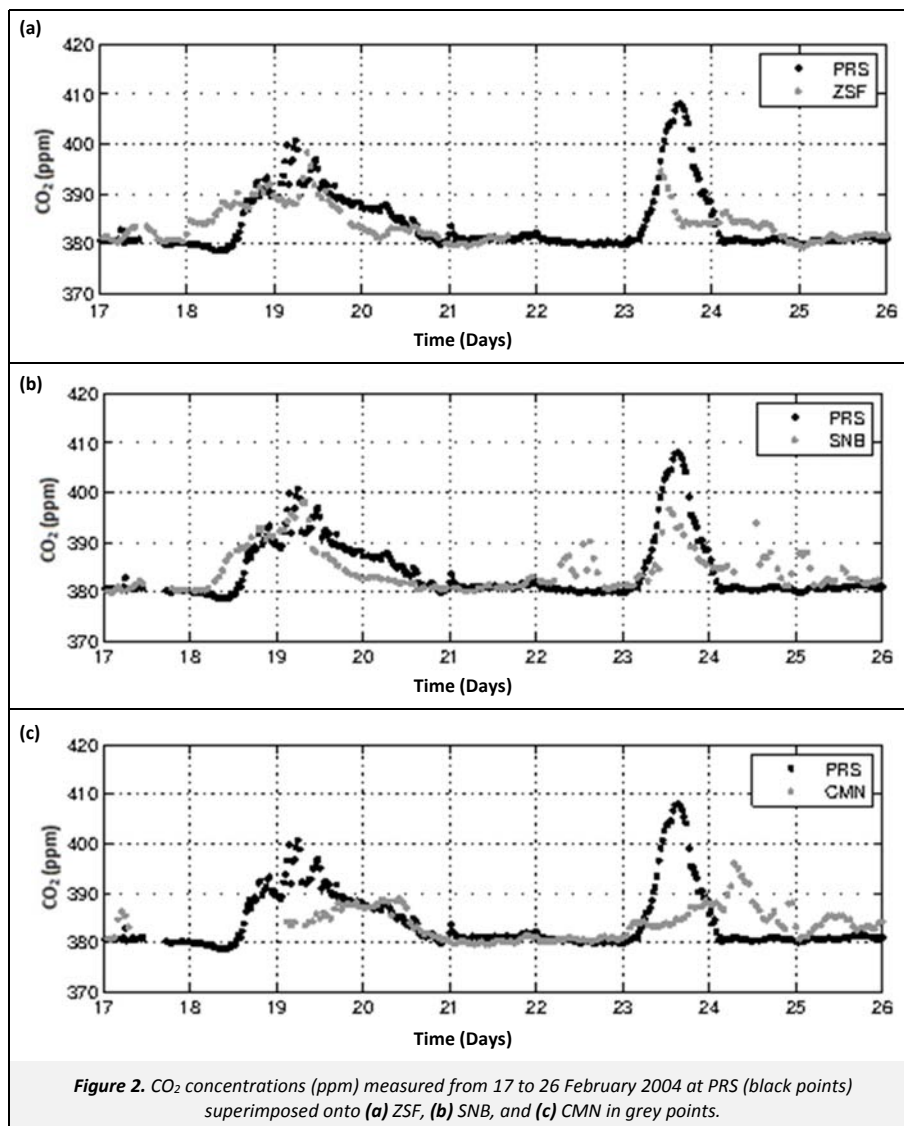 (a)
420
410
400
390
380
370
CO₂ (ppm)
PRS
ZSF
17 18 19 20 21 22 23 24 25 26
Time (Days)
(b)
420
410
400
390
380
370
CO₂ (ppm)
PRS
SNB
17 18 19 20 21 22 23 24 25 26
Time (Days)
(c)
420
410
400
390
380
370
CO₂ (ppm)
PRS
CMN
17 18 19 20 21 22 23 24 25 26
Time (Days)
Figure 2. CO₂ concentrations (ppm) measured from 17 to 26 February 2004 at PRS (black points)
superimposed onto (a) ZSF, (b) SNB, and (c) CMN in grey points.